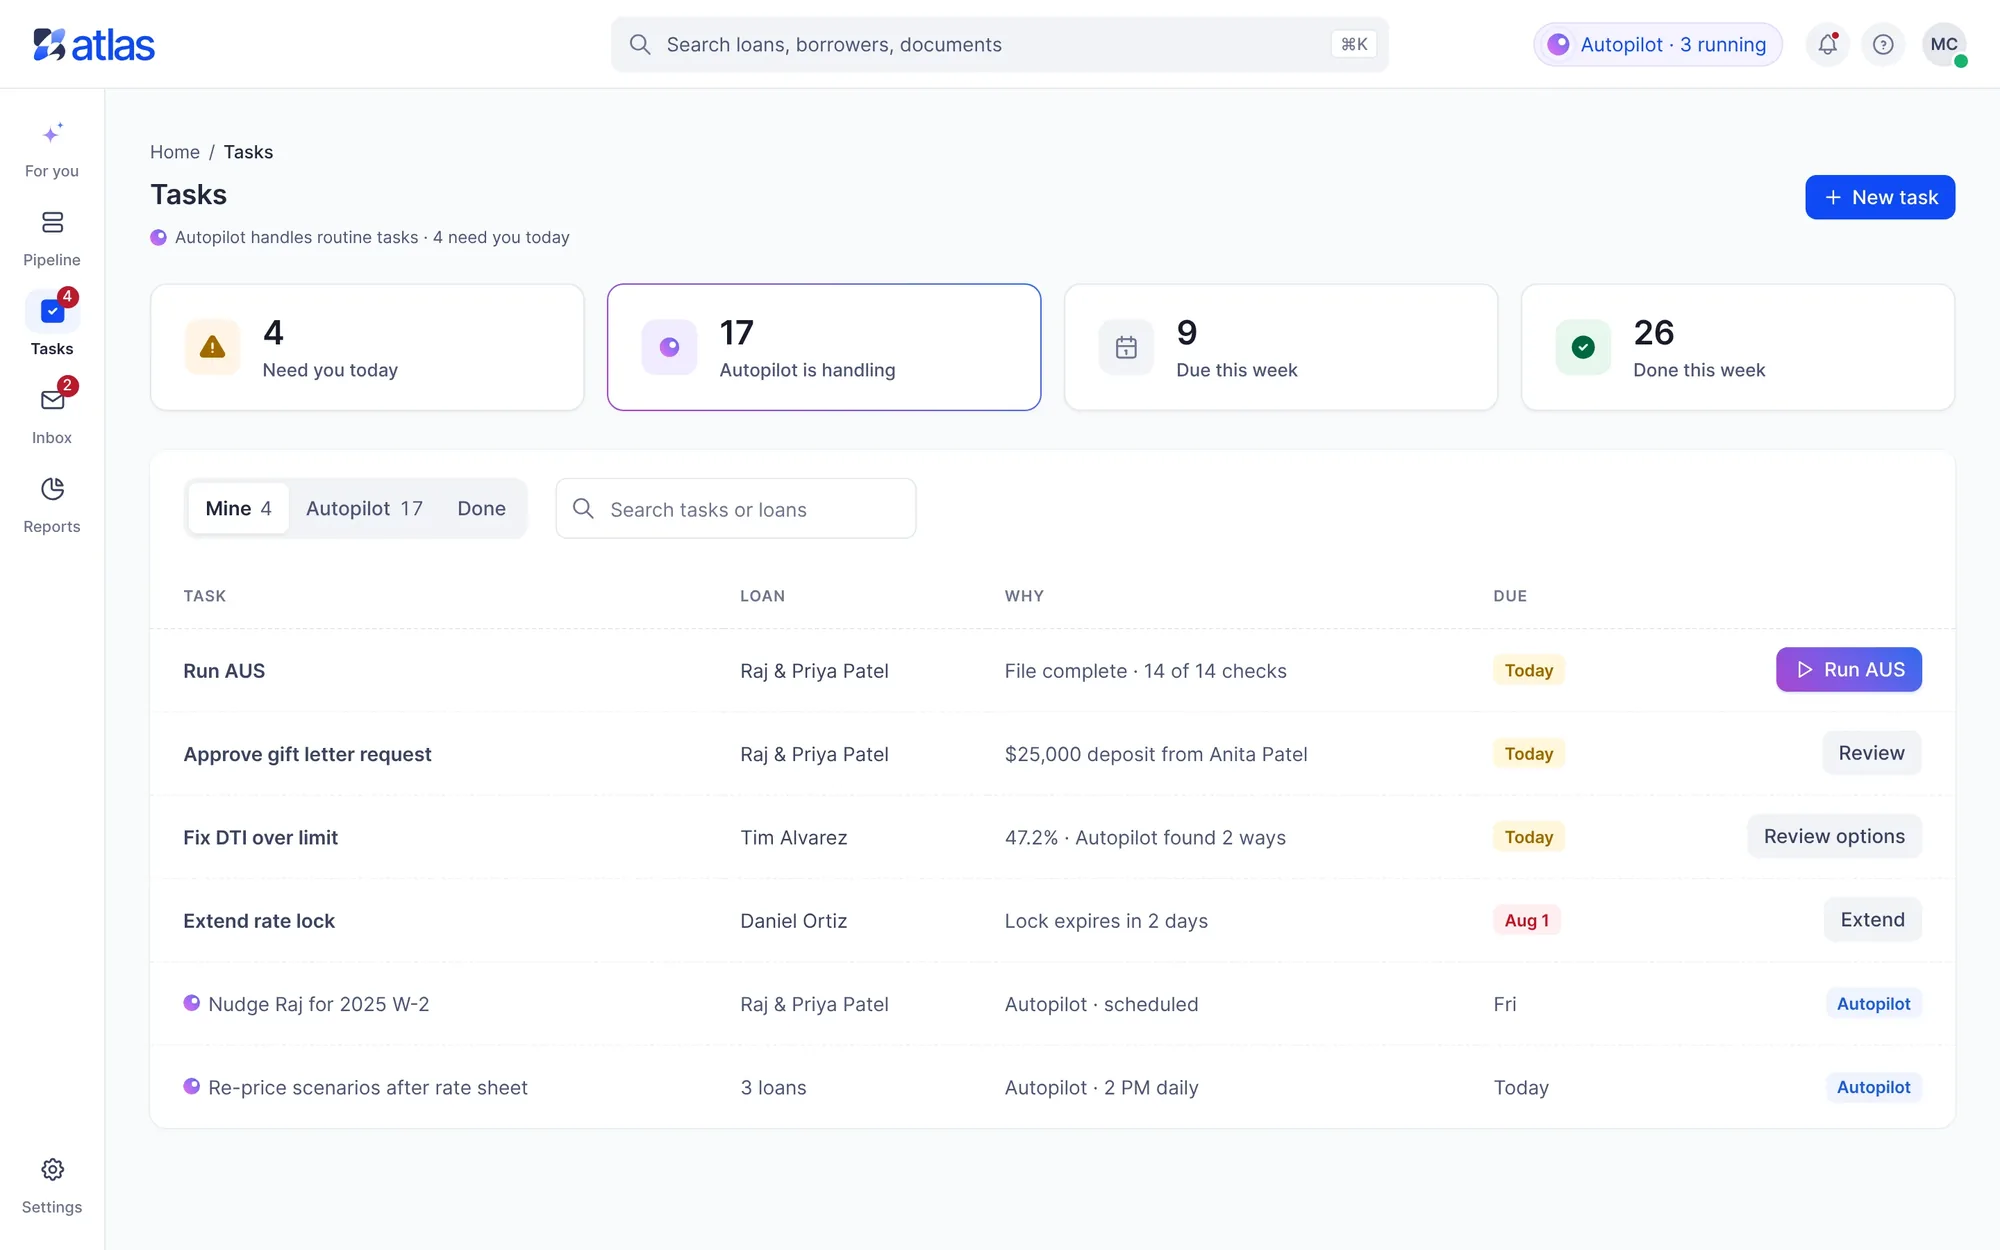 atlas
Search loans, borrowers, documents
⌘K
Autopilot · 3 running
MC
For you
Pipeline
4
Tasks
2
Inbox
Reports
Settings
Home / Tasks
Tasks
Autopilot handles routine tasks · 4 need you today
+ New task
4
Need you today
17
Autopilot is handling
9
Due this week
26
Done this week
Mine 4
Autopilot 17
Done
Search tasks or loans
TASK LOAN WHY DUE
Run AUS Raj & Priya Patel File complete · 14 of 14 checks Today Run AUS
Approve gift letter request Raj & Priya Patel $25,000 deposit from Anita Patel Today Review
Fix DTI over limit Tim Alvarez 47.2% · Autopilot found 2 ways Today Review options
Extend rate lock Daniel Ortiz Lock expires in 2 days Aug 1 Extend
Nudge Raj for 2025 W-2 Raj & Priya Patel Autopilot · scheduled Fri Autopilot
Re-price scenarios after rate sheet 3 loans Autopilot · 2 PM daily Today Autopilot